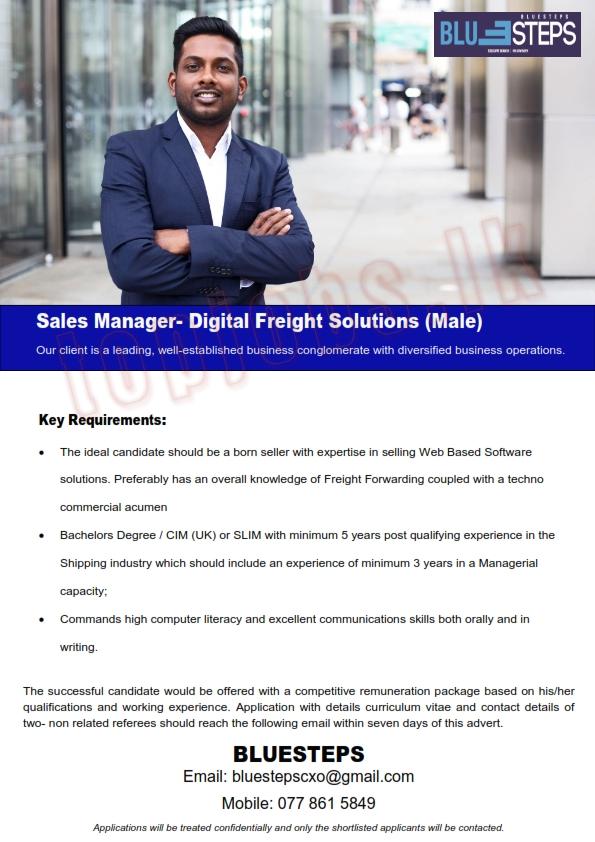 BLUESTEPS
BLUESTEPS
Sales Manager- Digital Freight Solutions (Male)
Our client is a leading, well-established business conglomerate with diversified business operations.
topjobs.lk
Key Requirements:
• The ideal candidate should be a born seller with expertise in selling Web Based Software
solutions. Preferably has an overall knowledge of Freight Forwarding coupled with a techno
commercial acumen
• Bachelors Degree / CIM (UK) or SLIM with minimum 5 years post qualifying experience in the
Shipping industry which should include an experience of minimum 3 years in a Managerial
capacity;
• Commands high computer literacy and excellent communications skills both orally and in
writing.
The successful candidate would be offered with a competitive remuneration package based on his/her
qualifications and working experience. Application with details curriculum vitae and contact details of
two- non related referees should reach the following email within seven days of this advert.
BLUESTEPS
Email: bluestepscxo@gmail.com
Mobile: 077 861 5849
Applications will be treated confidentially and only the shortlisted applicants will be contacted.